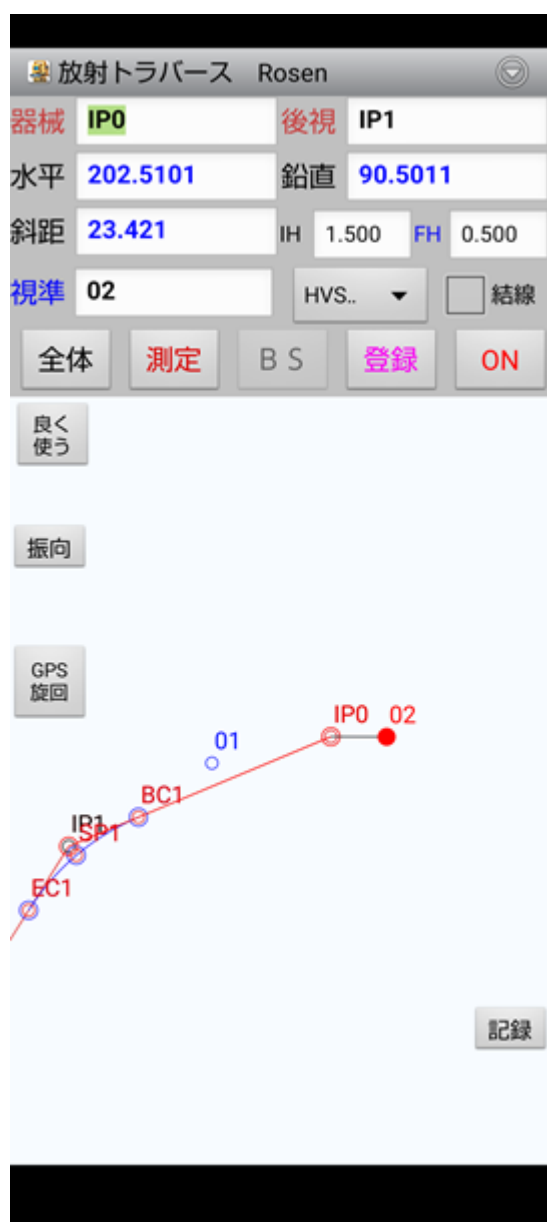 放射トラバース Rosen
器械 IP0 後視 IP1
水平 202.5101 鉛直 90.5011
斜距 23.421 IH 1.500 FH 0.500
視準 02 HVS.. 結線
全体 測定 B S 登録 ON
良く
使う
振向
GPS
旋回
IP0 02
01
BC1
IP1
SP1
EC1
記録